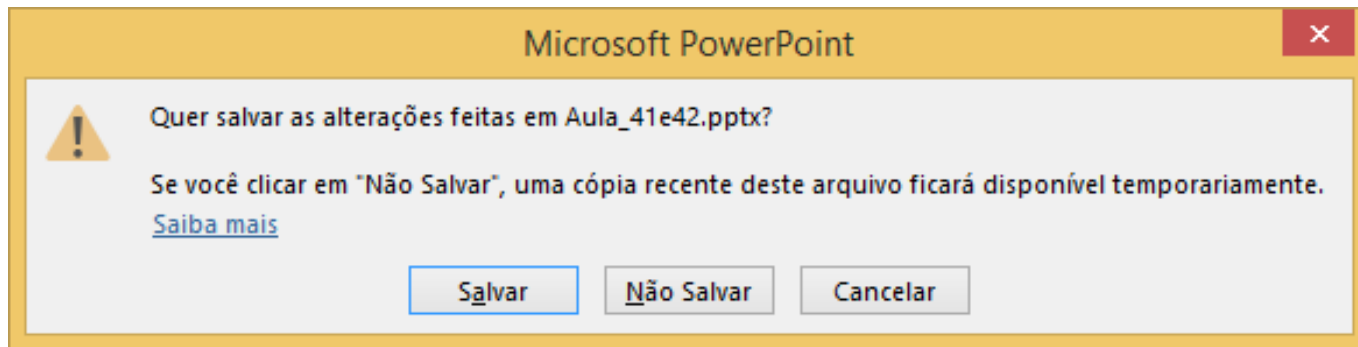 Microsoft PowerPoint
Quer salvar as alterações feitas em Aula_41e42.pptx?
Se você clicar em "Não Salvar", uma cópia recente deste arquivo ficará disponível temporariamente.
Saiba mais
Salvar Não Salvar Cancelar